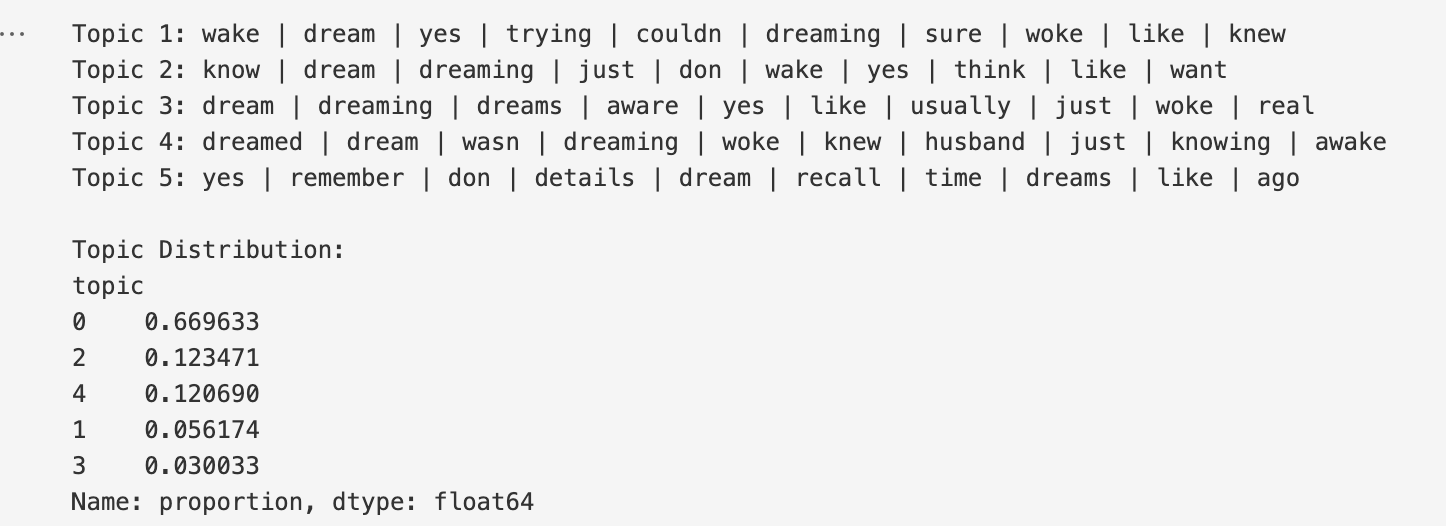 Topic 1: wake | dream | yes | trying | couldn | dreaming | sure | woke | like | knew
Topic 2: know | dream | dreaming | just | don | wake | yes | think | like | want
Topic 3: dream | dreaming | dreams | aware | yes | like | usually | just | woke | real
Topic 4: dreamed | dream | wasn | dreaming | woke | knew | husband | just | knowing | awake
Topic 5: yes | remember | don | details | dream | recall | time | dreams | like | ago
Topic Distribution:
topic
0    0.669633
2    0.123471
4    0.120690
1    0.056174
3    0.030033
Name: proportion, dtype: float64